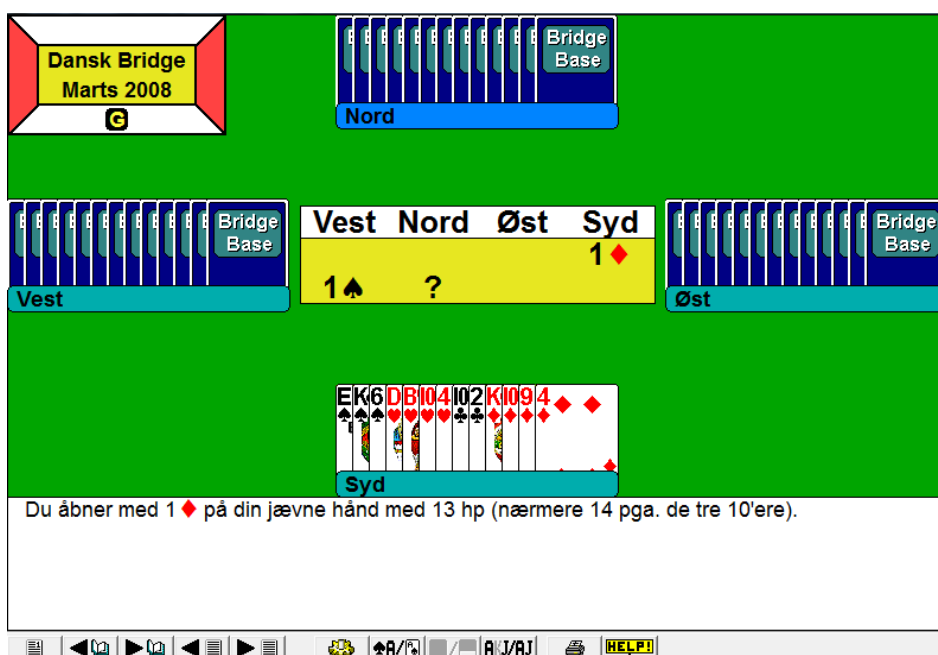 Dansk Bridge
Marts 2008
G
Bridge
Base
Nord
Bridge
Base
Vest
Vest Nord Øst Syd
1♦
1♠ ?
Bridge
Base
Øst
E K 6 D B 10 4 10 2 K 10 9 4
Syd
Du åbner med 1♦ på din jævne hånd med 13 hp (nærmere 14 pga. de tre 10'ere).
HELP!